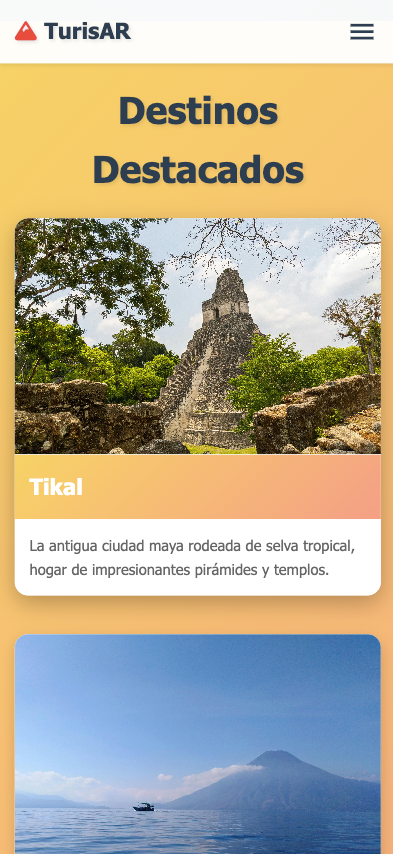 TurisAR
Destinos
Destacados
Tikal
La antigua ciudad maya rodeada de selva tropical,
hogar de impresionantes pirámides y templos.